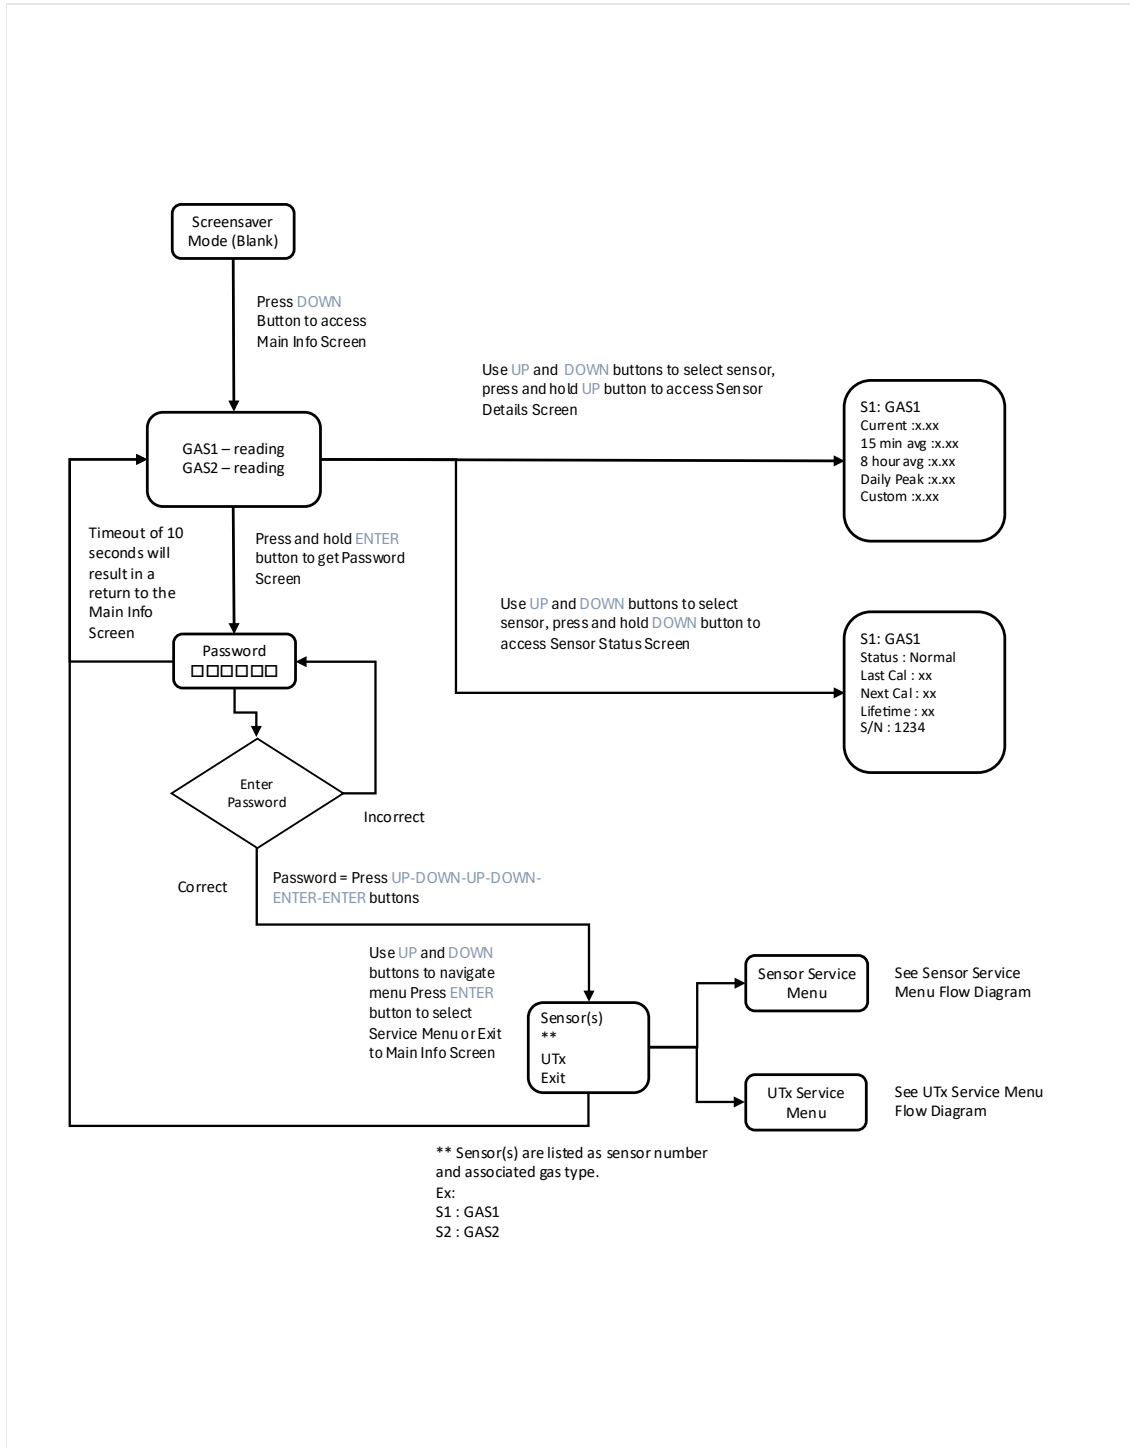 Screensaver
Mode (Blank)
Press DOWN
Button to access
Main Info Screen
Use UP and DOWN buttons to select sensor,
press and hold UP button to access Sensor
Details Screen
S1: GAS1
Current :x.xx
15 min avg :x.xx
8 hour avg :x.xx
Daily Peak :x.xx
Custom :x.xx
GAS1 – reading
GAS2 – reading
Timeout of 10
seconds will
result in a
return to the
Main Info
Screen
Press and hold ENTER
button to get Password
Screen
Use UP and DOWN buttons to select
sensor, press and hold DOWN button to
access Sensor Status Screen
S1: GAS1
Status : Normal
Last Cal : xx
Next Cal : xx
Lifetime : xx
S/N : 1234
Password
□□□□□□
Enter
Password
Incorrect
Correct
Password = Press UP-DOWN-UP-DOWN-
ENTER-ENTER buttons
Use UP and DOWN
buttons to navigate
menu Press ENTER
button to select
Service Menu or Exit
to Main Info Screen
Sensor(s)
**
UTx
Exit
Sensor Service
Menu
See Sensor Service
Menu Flow Diagram
UTx Service
Menu
See UTx Service Menu
Flow Diagram
** Sensor(s) are listed as sensor number
and associated gas type.
Ex:
S1 : GAS1
S2 : GAS2